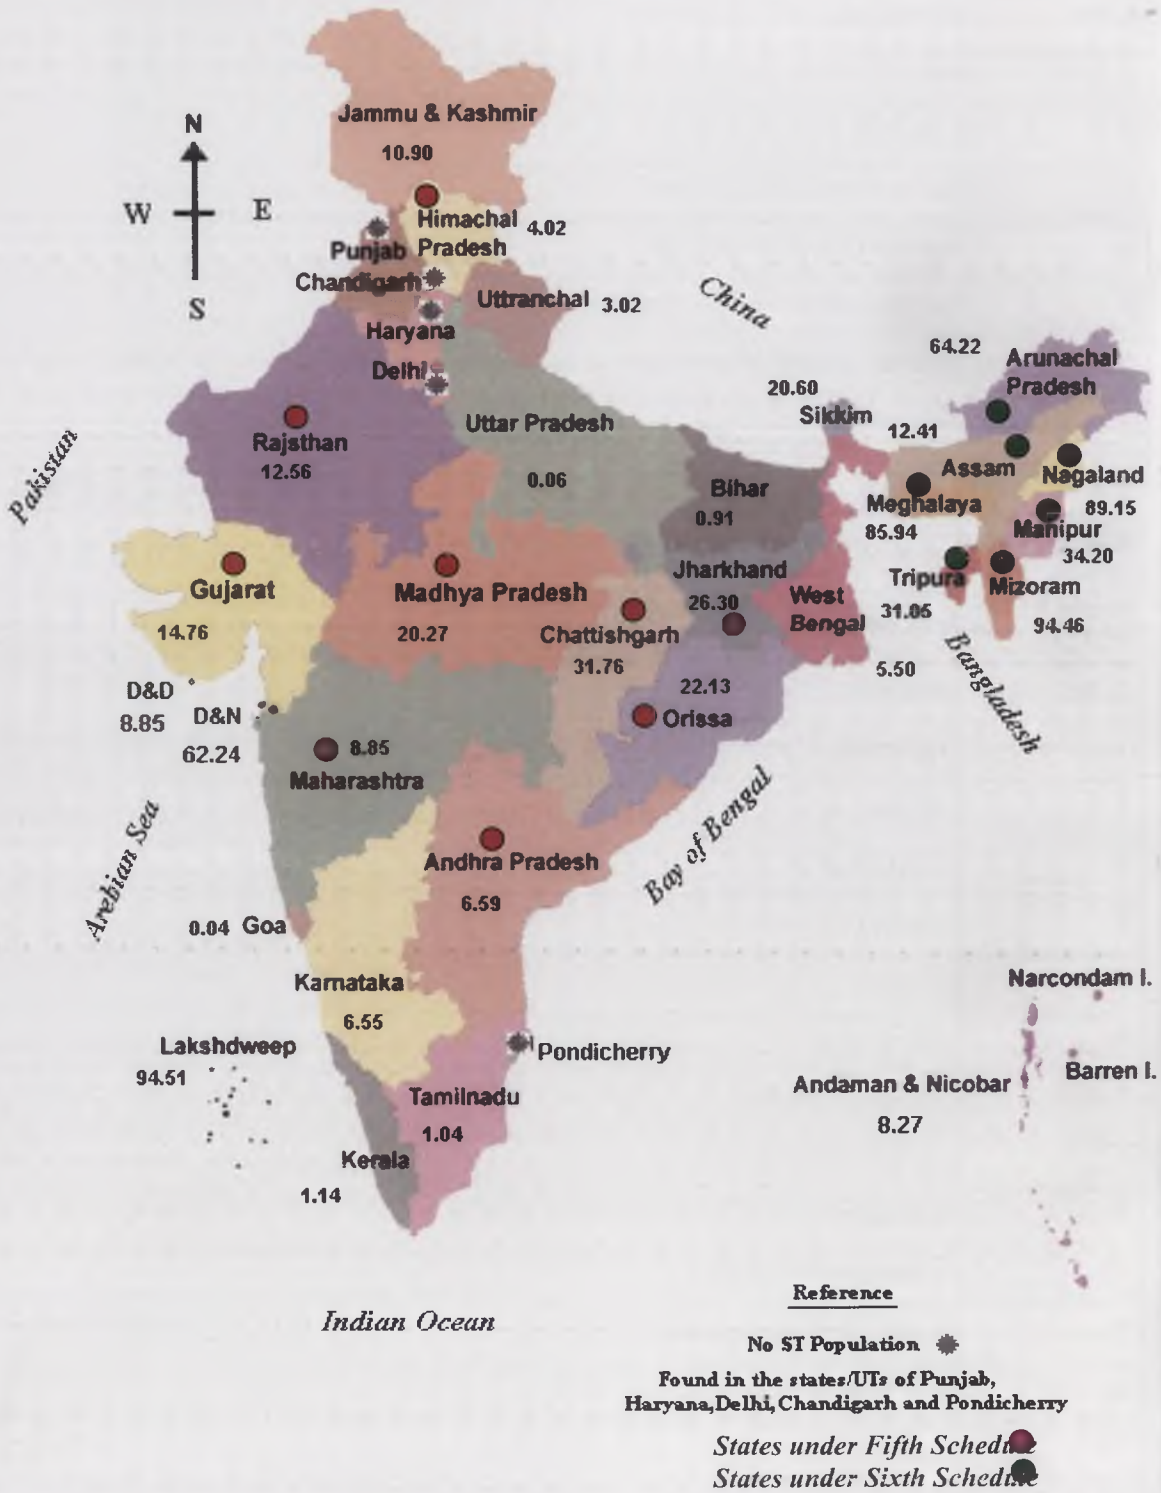 Jammu & Kashmir
10.90
N
W E
S
Himachal
Pradesh
4.02
Punjab
Chandigarh
Uttranchal 3.02
Haryana
Delhi
China
64.22
Arunachal
Pradesh
20.60
Sikkim
12.41
Assam
Nagaland
89.15
Meghalaya
85.94
Manipur
34.20
Tripura
31.05
Mizoram
94.46
Pakistan
Rajsthan
12.56
Uttar Pradesh
0.06
Bihar
0.91
Jharkhand
26.30
West
Bengal
5.50
Bangladesh
Gujarat
14.76
Madhya Pradesh
20.27
Chattishgarh
31.76
22.13
Orissa
D&D
8.85
D&N
62.24
8.85
Maharashtra
Arebian Sea
Bay of Bengal
Andhra Pradesh
6.59
0.04 Goa
Karnataka
6.55
Lakshdweep
94.51
Pondicherry
Tamilnadu
1.04
Kerala
1.14
Narcondam I.
Barren I.
Andaman & Nicobar
8.27
Indian Ocean
Reference
No ST Population
Found in the states/UTs of Punjab,
Haryana,Delhi,Chandigarh and Pondicherry
States under Fifth Schedule
States under Sixth Schedule